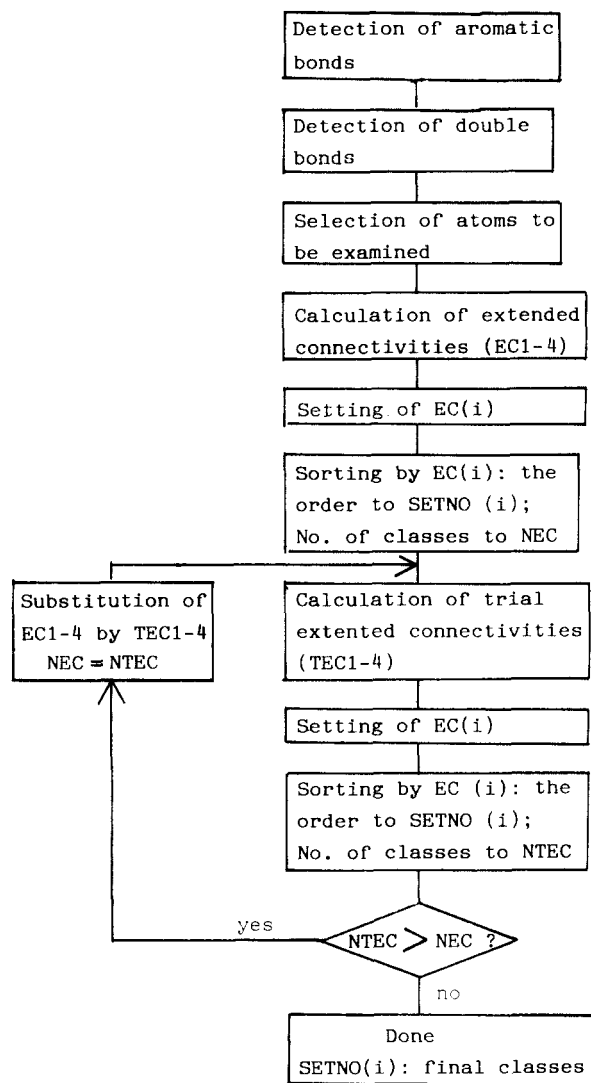 Detection of aromatic
bonds
Detection of double
bonds
Selection of atoms to
be examined
Calculation of extended
connectivities (EC1-4)
Setting of EC(i)
Sorting by EC(i): the
order to SETNO (i);
No. of classes to NEC
Substitution of
EC1-4 by TEC1-4
NEC = NTEC
Calculation of trial
extented connectivities
(TEC1-4)
Setting of EC(i)
Sorting by EC (i): the
order to SETNO (i);
No. of classes to NTEC
yes
NTEC > NEC ?
no
Done
SETNO(i): final classes